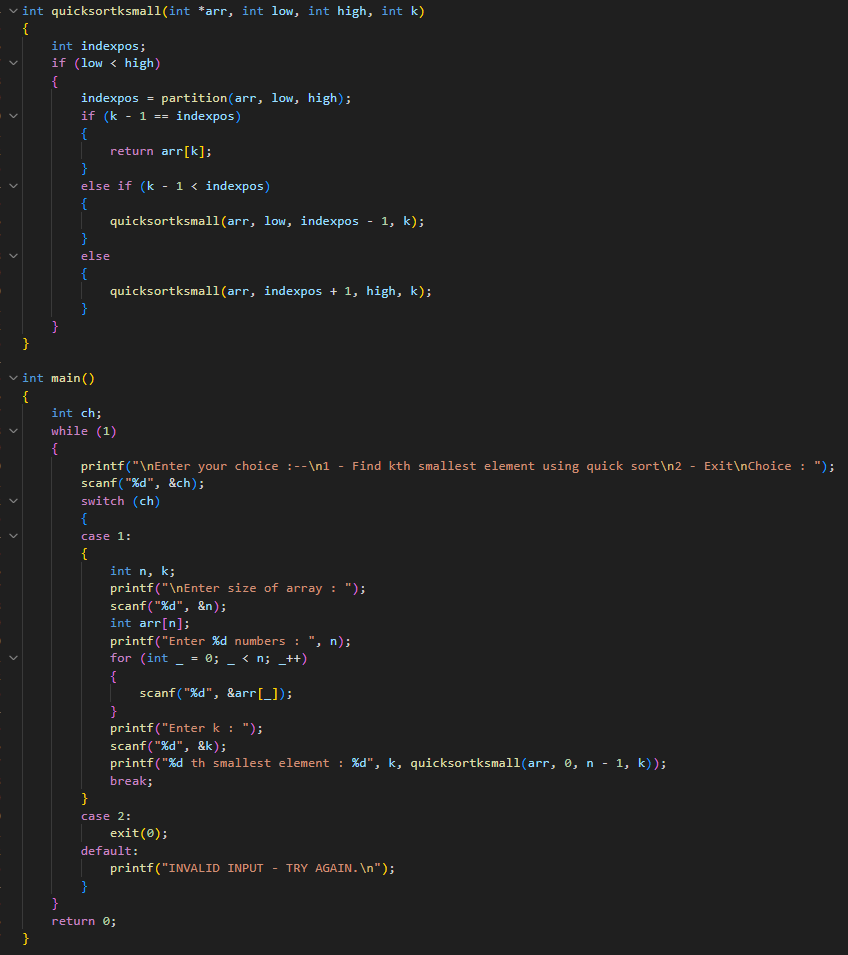 int quicksortksmall(int *arr, int low, int high, int k)
{
    int indexpos;
    if (low < high)
    {
        indexpos = partition(arr, low, high);
        if (k - 1 == indexpos)
        {
            return arr[k];
        }
        else if (k - 1 < indexpos)
        {
            quicksortksmall(arr, low, indexpos - 1, k);
        }
        else
        {
            quicksortksmall(arr, indexpos + 1, high, k);
        }
    }
}
int main()
{
    int ch;
    while (1)
    {
        printf("\nEnter your choice :--\n1 - Find kth smallest element using quick sort\n2 - Exit\nChoice : ");
        scanf("%d", &ch);
        switch (ch)
        {
        case 1:
        {
            int n, k;
            printf("\nEnter size of array : ");
            scanf("%d", &n);
            int arr[n];
            printf("Enter %d numbers : ", n);
            for (int _ = 0; _ < n; _++)
            {
                scanf("%d", &arr[_]);
            }
            printf("Enter k : ");
            scanf("%d", &k);
            printf("%d th smallest element : %d", k, quicksortksmall(arr, 0, n - 1, k));
            break;
        }
        case 2:
            exit(0);
        default:
            printf("INVALID INPUT - TRY AGAIN.\n");
        }
    }
    return 0;
}